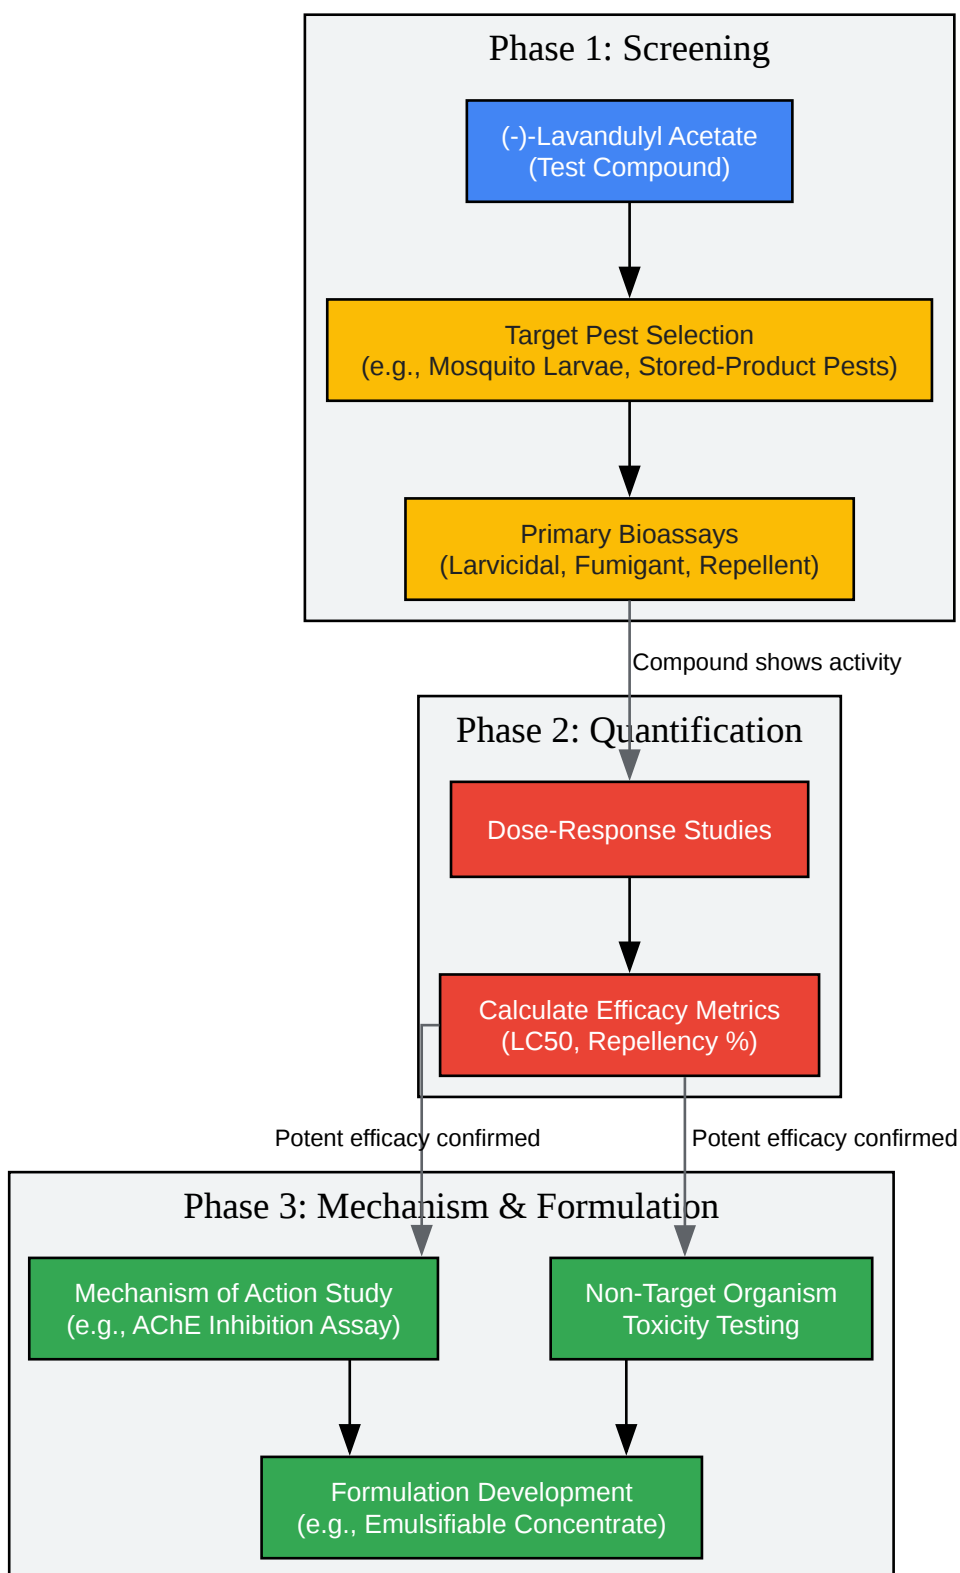 Phase 1: Screening
(-)-Lavandulyl Acetate
(Test Compound)
Target Pest Selection
(e.g., Mosquito Larvae, Stored-Product Pests)
Primary Bioassays
(Larvicidal, Fumigant, Repellent)
Compound shows activity
Phase 2: Quantification
Dose-Response Studies
Calculate Efficacy Metrics
(LC50, Repellency %)
Potent efficacy confirmed
Potent efficacy confirmed
Phase 3: Mechanism & Formulation
Mechanism of Action Study
(e.g., AChE Inhibition Assay)
Non-Target Organism
Toxicity Testing
Formulation Development
(e.g., Emulsifiable Concentrate)